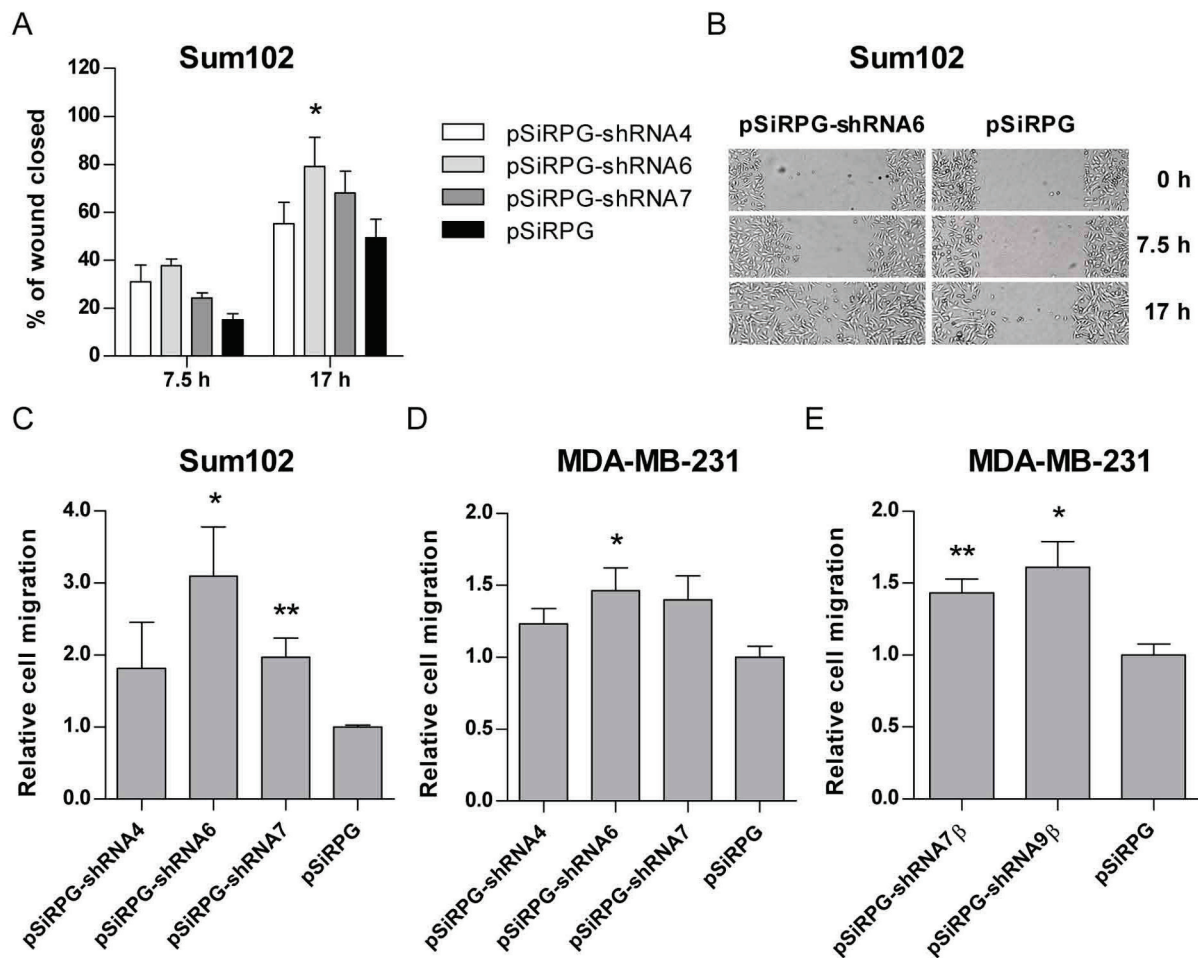 A
Sum102
120
100
80
60
40
20
0
% of wound closed
*
7.5 h
17 h
pSiRPG-shRNA4
pSiRPG-shRNA6
pSiRPG-shRNA7
pSiRPG
B
Sum102
pSiRPG-shRNA6
pSiRPG
0 h
7.5 h
17 h
C
Sum102
4.0
3.0
2.0
1.0
0.0
Relative cell migration
*
**
pSiRPG-shRNA4
pSiRPG-shRNA6
pSiRPG-shRNA7
pSiRPG
D
MDA-MB-231
2.0
1.5
1.0
0.5
0.0
Relative cell migration
*
pSiRPG-shRNA4
pSiRPG-shRNA6
pSiRPG-shRNA7
pSiRPG
E
MDA-MB-231
2.0
1.5
1.0
0.5
0.0
Relative cell migration
**
*
pSiRPG-shRNA7β
pSiRPG-shRNA9β
pSiRPG